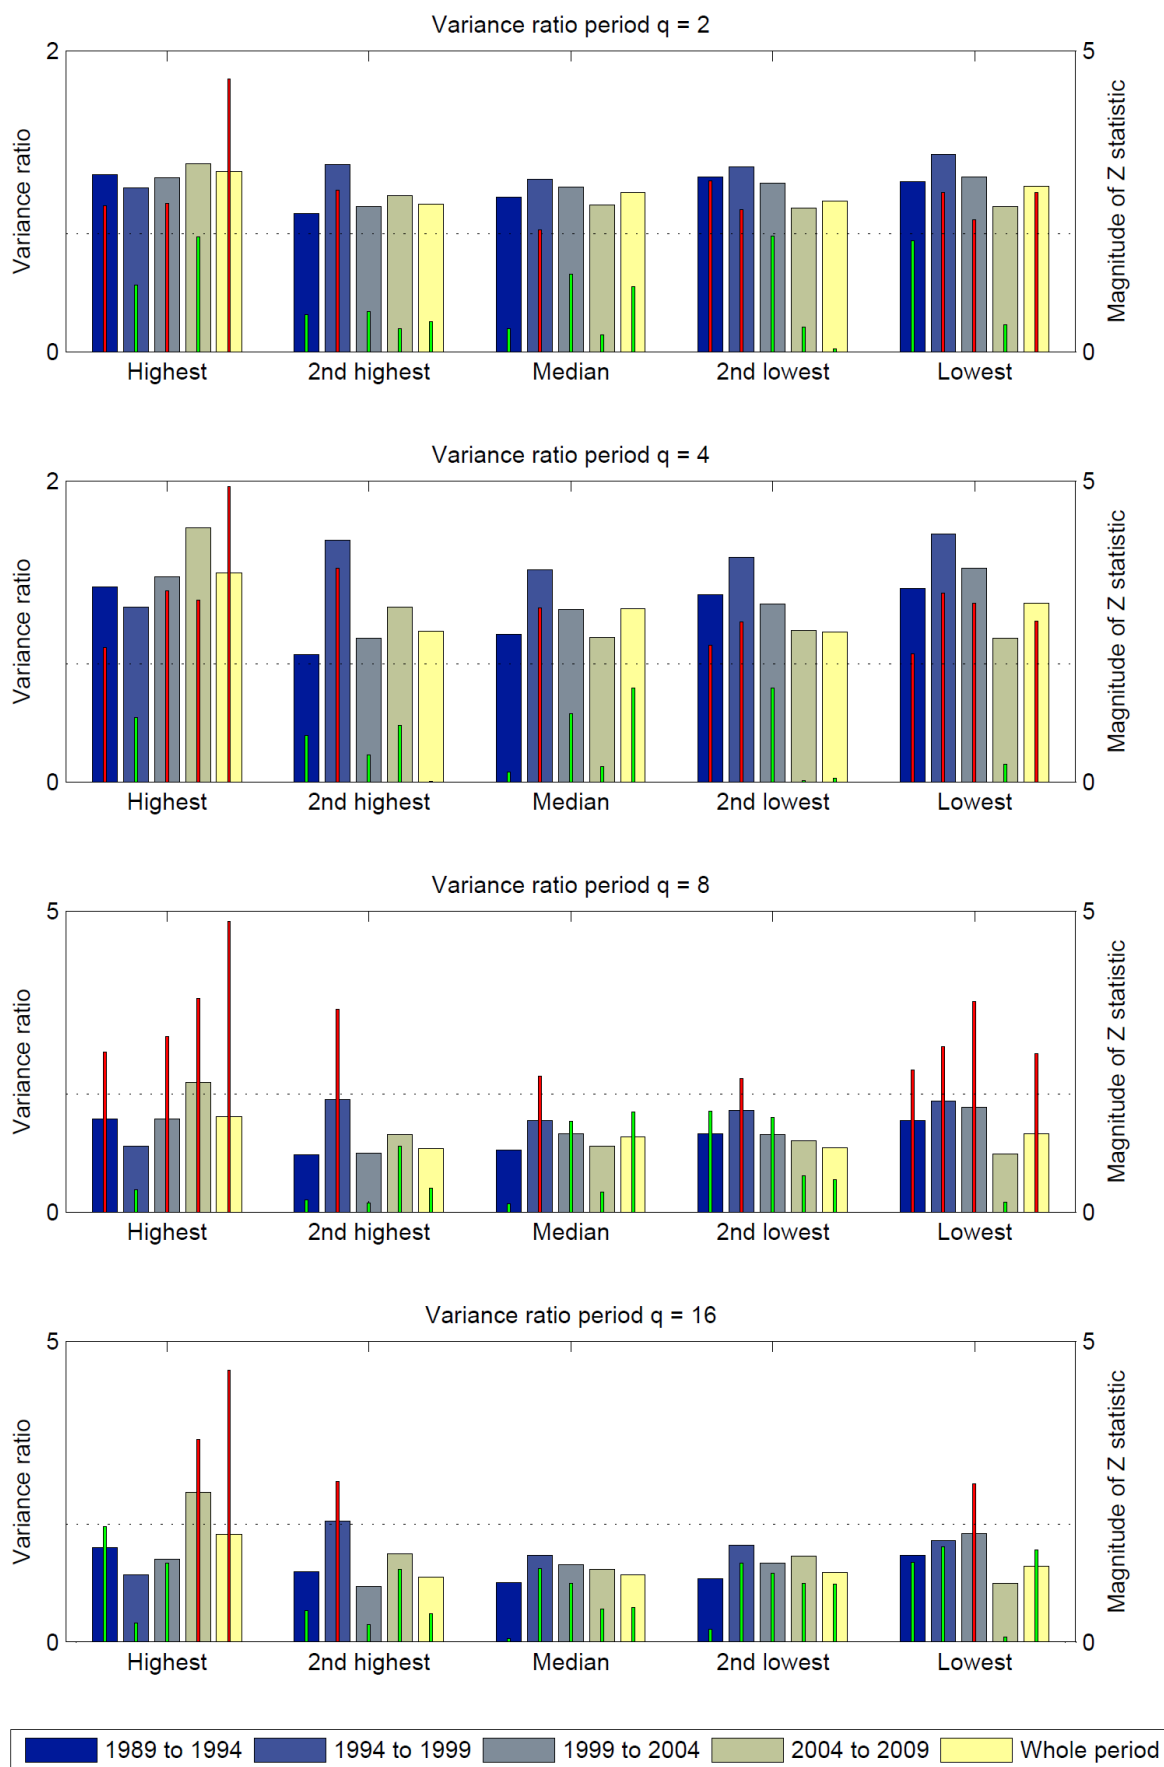 Variance ratio period q = 2
2 5
Variance ratio
Magnitude of Z statistic
0 0
Highest 2nd highest Median 2nd lowest Lowest
Variance ratio period q = 4
2 5
Variance ratio
Magnitude of Z statistic
0 0
Highest 2nd highest Median 2nd lowest Lowest
Variance ratio period q = 8
5 5
Variance ratio
Magnitude of Z statistic
0 0
Highest 2nd highest Median 2nd lowest Lowest
Variance ratio period q = 16
5 5
Variance ratio
Magnitude of Z statistic
0 0
Highest 2nd highest Median 2nd lowest Lowest
1989 to 1994 1994 to 1999 1999 to 2004 2004 to 2009 Whole period